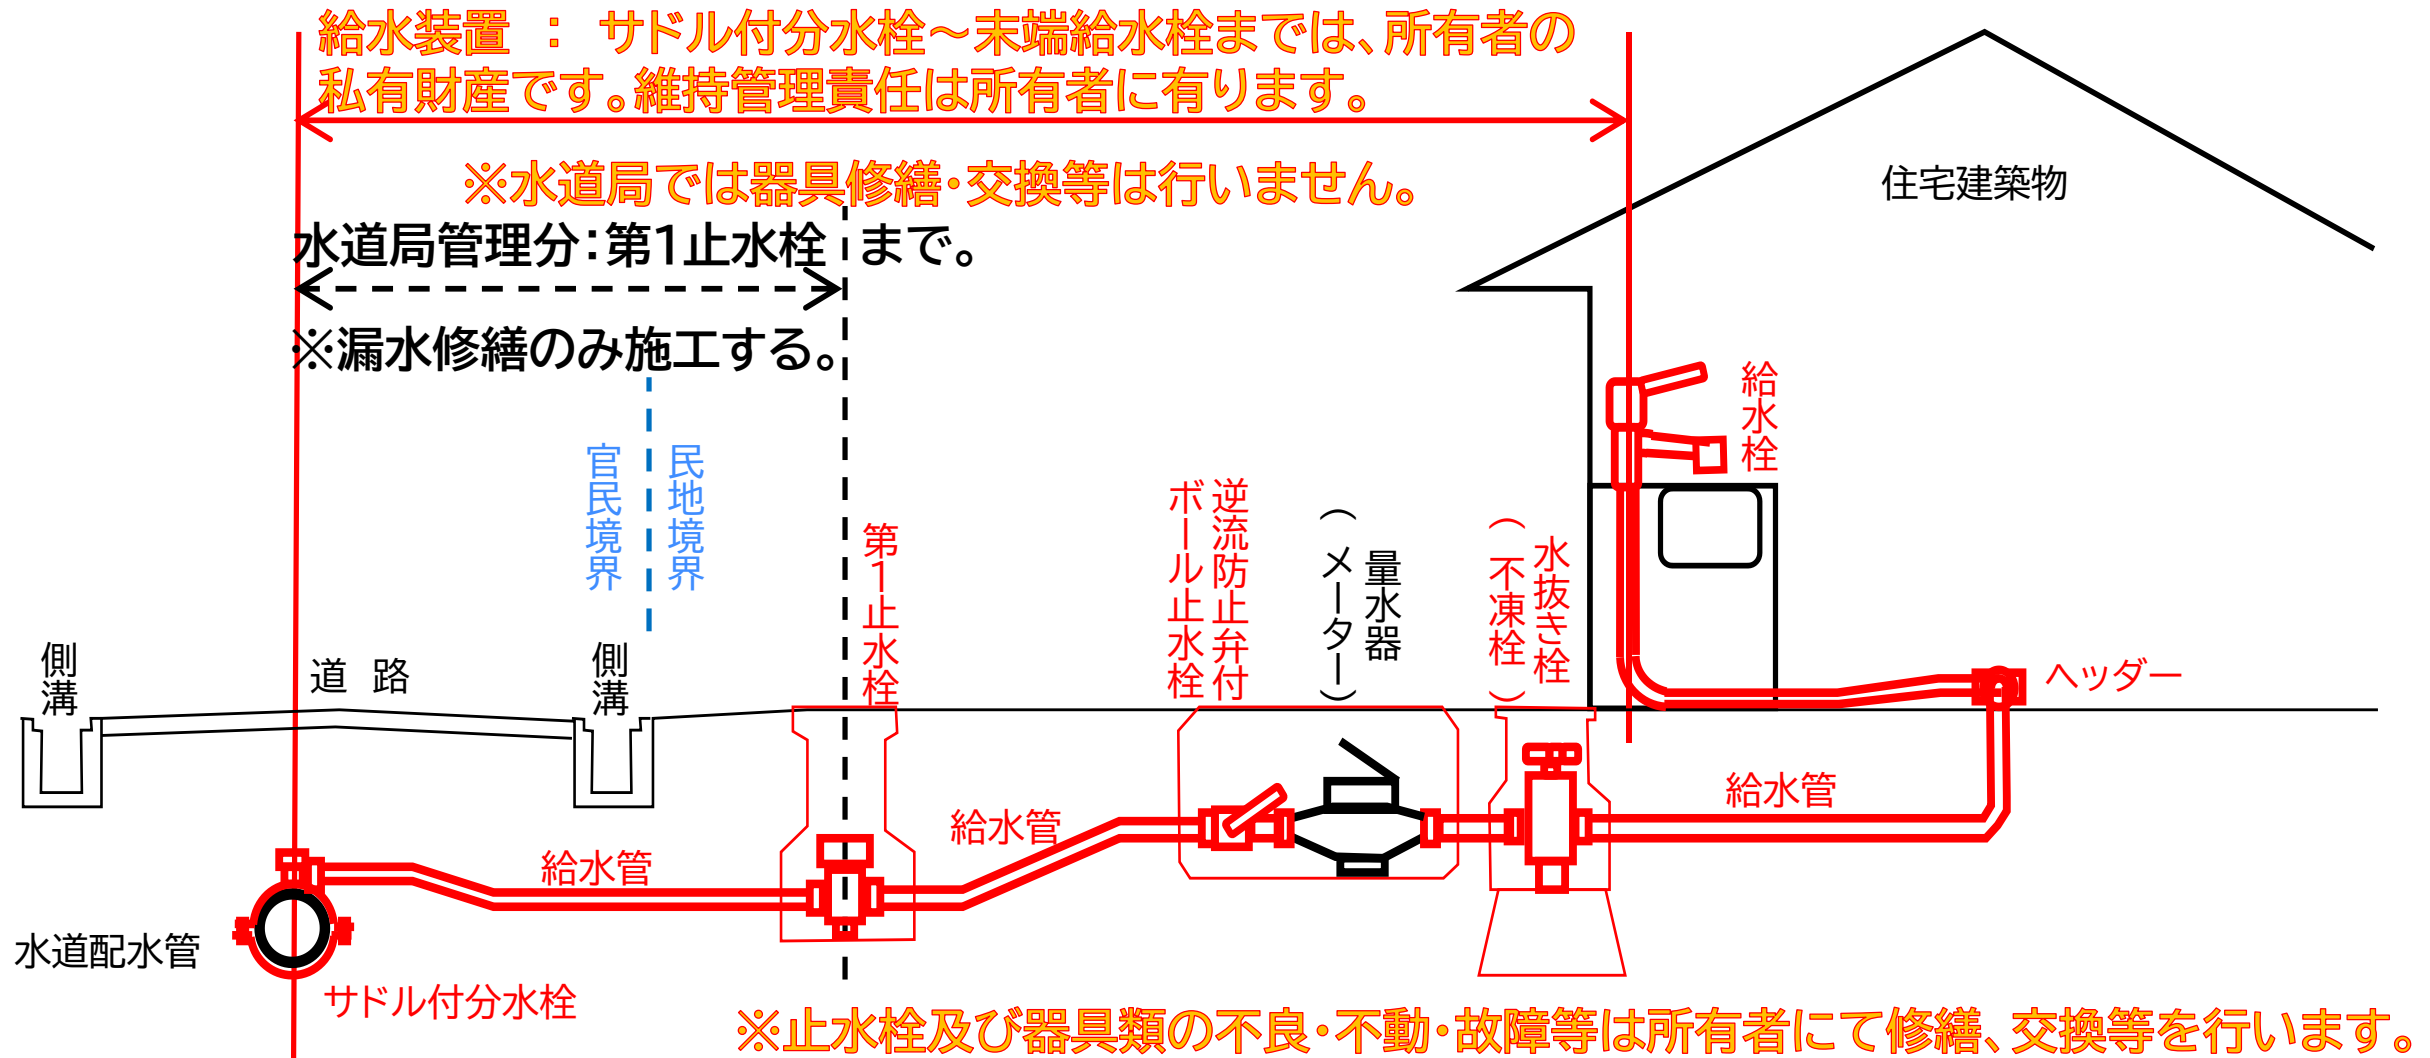 給水装置 ： サドル付分水栓～末端給水栓までは、所有者の
私有財産です。維持管理責任は所有者に有ります。
※水道局では器具修繕・交換等は行いません。
水道局管理分：第1止水栓 まで。
※漏水修繕のみ施工する。
住宅建築物
給水栓
官民境界
民地境界
第1止水栓
逆流防止弁付
ボール止水栓
量水器
（メーター）
水抜き栓
（不凍栓）
側溝
道 路
側溝
ヘッダー
給水管
給水管
給水管
水道配水管
サドル付分水栓
※止水栓及び器具類の不良・不動・故障等は所有者にて修繕、交換等を行います。